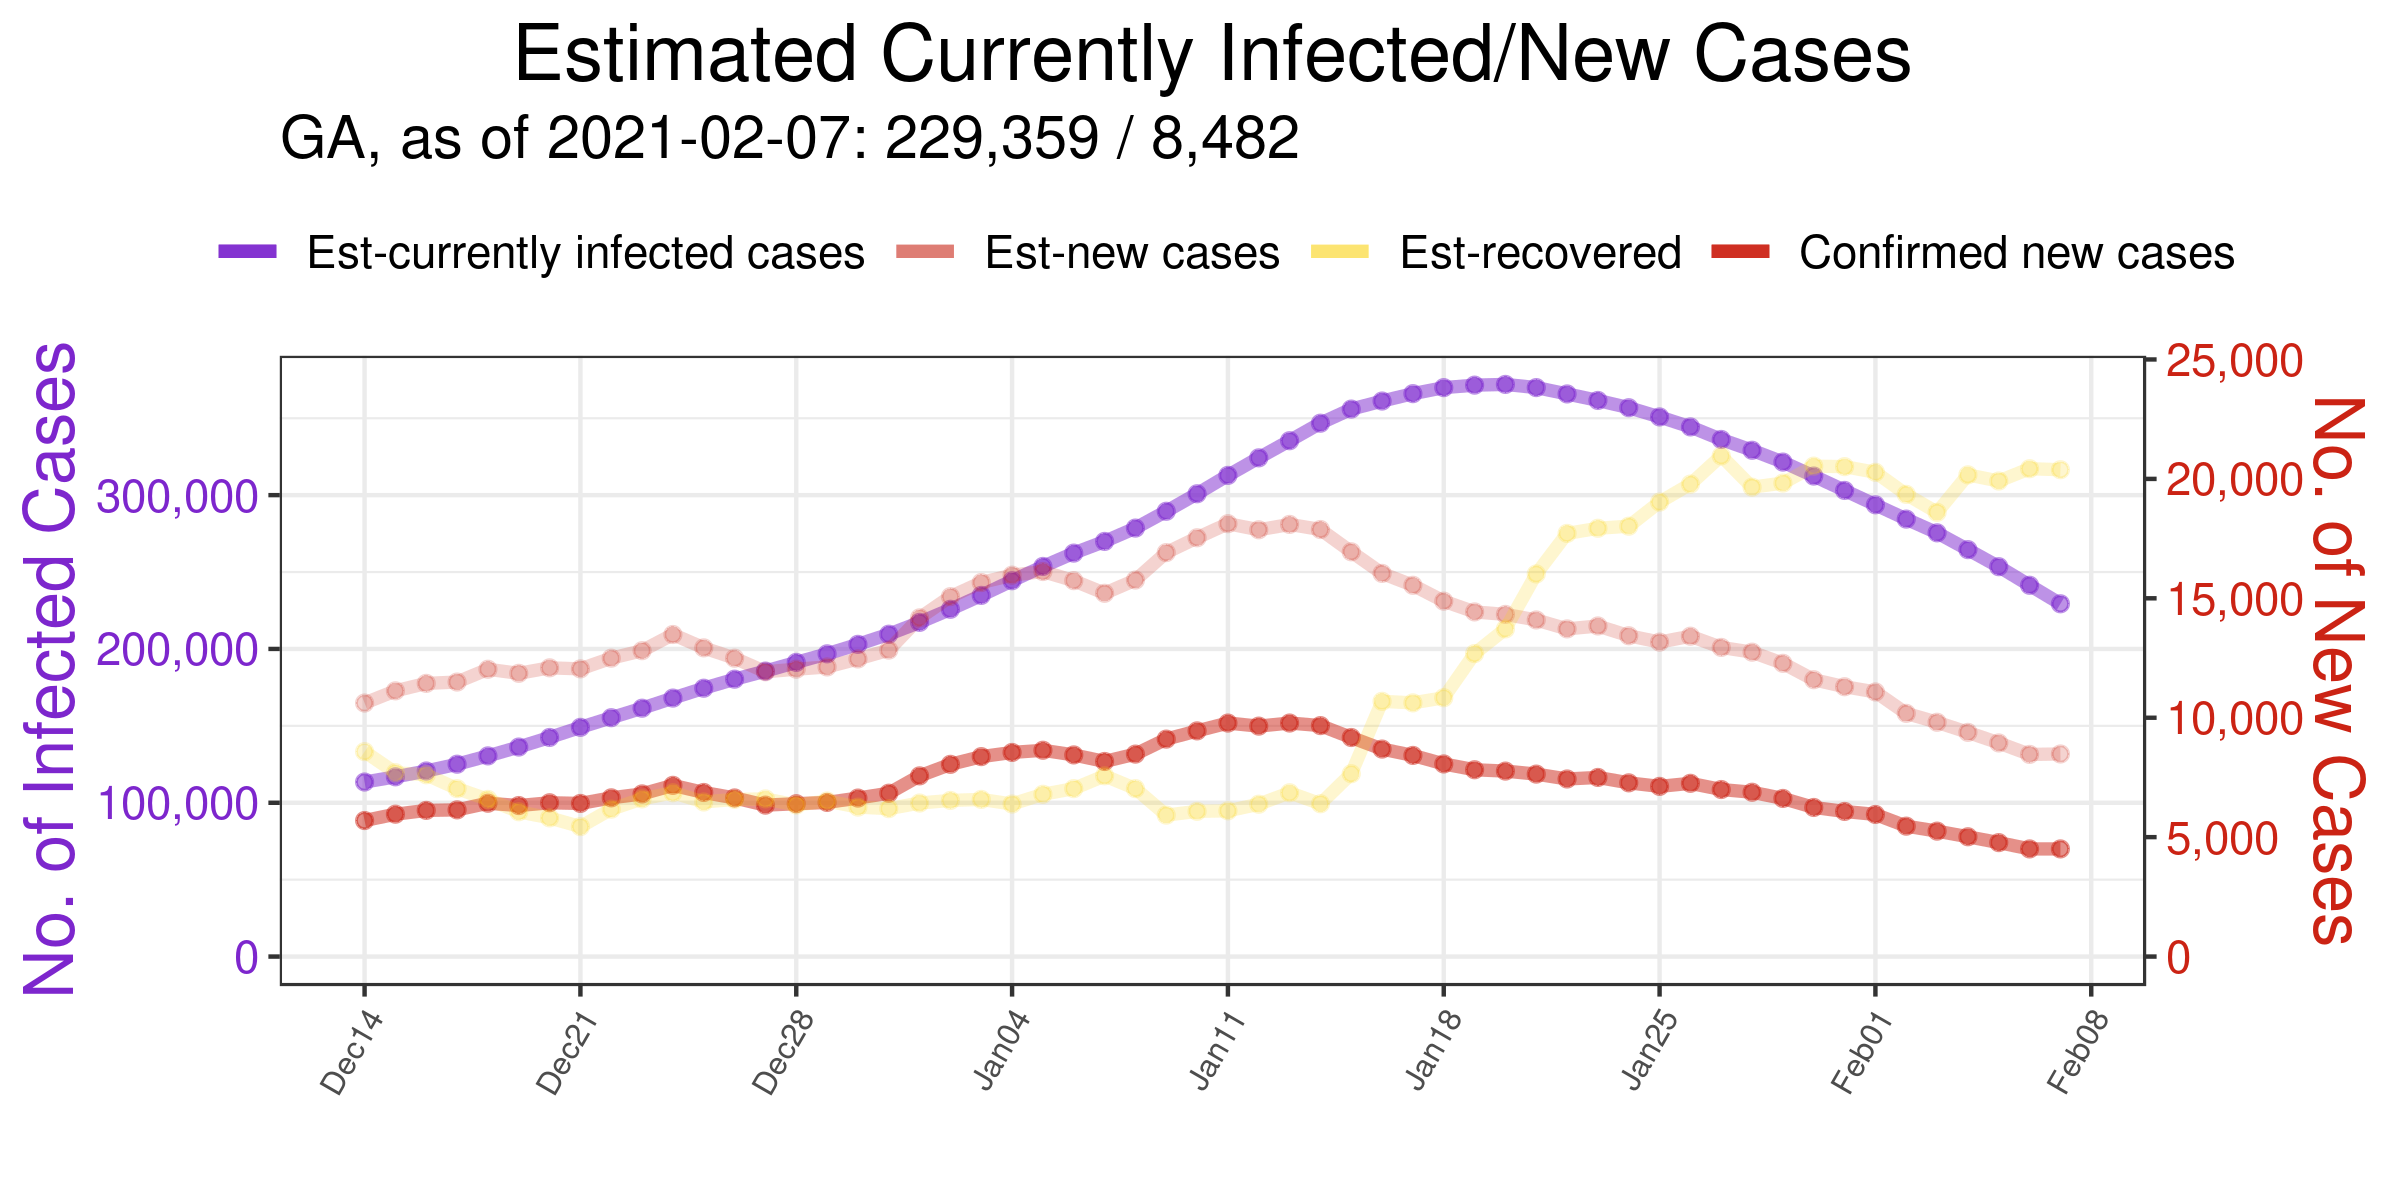 Estimated Currently Infected/New Cases
GA, as of 2021-02-07: 229,359 / 8,482
Est-currently infected cases Est-new cases Est-recovered Confirmed new cases
No. of Infected Cases
300,000
200,000
100,000
0
25,000
20,000
15,000
10,000
5,000
0
No. of New Cases
Dec14 Dec21 Dec28 Jan04 Jan11 Jan18 Jan25 Feb01 Feb08